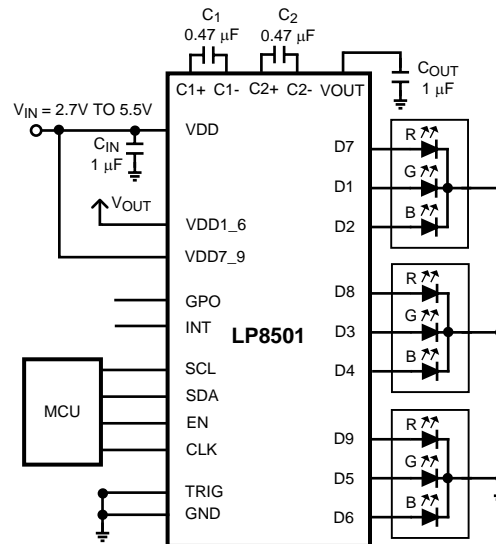 C1 C2
0.47 µF 0.47 µF
COUT
1 µF
C1+ C1- C2+ C2- VOUT
VIN = 2.7V TO 5.5V
VDD
CIN
1 µF
VOUT
VDD1_6
VDD7_9
GPO
INT
LP8501
MCU
SCL
SDA
EN
CLK
TRIG
GND
D7 R
D1 G
D2 B
D8 R
D3 G
D4 B
D9 R
D5 G
D6 B